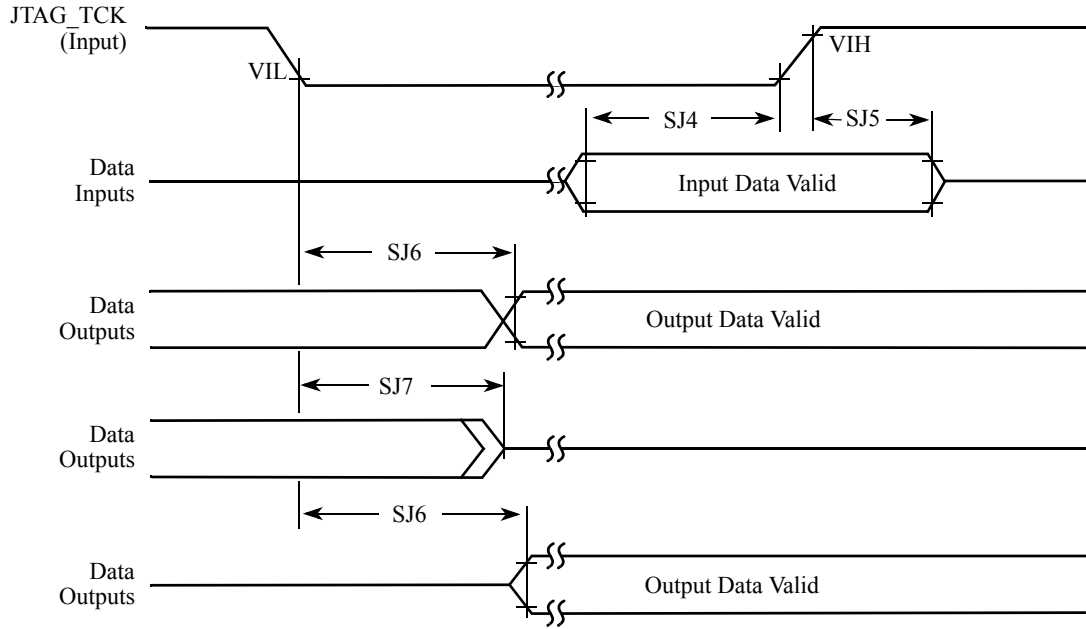 JTAG_TCK
(Input)
VIL
VIH
SJ4
SJ5
Data
Inputs
Input Data Valid
SJ6
Data
Outputs
Output Data Valid
SJ7
Data
Outputs
SJ6
Data
Outputs
Output Data Valid